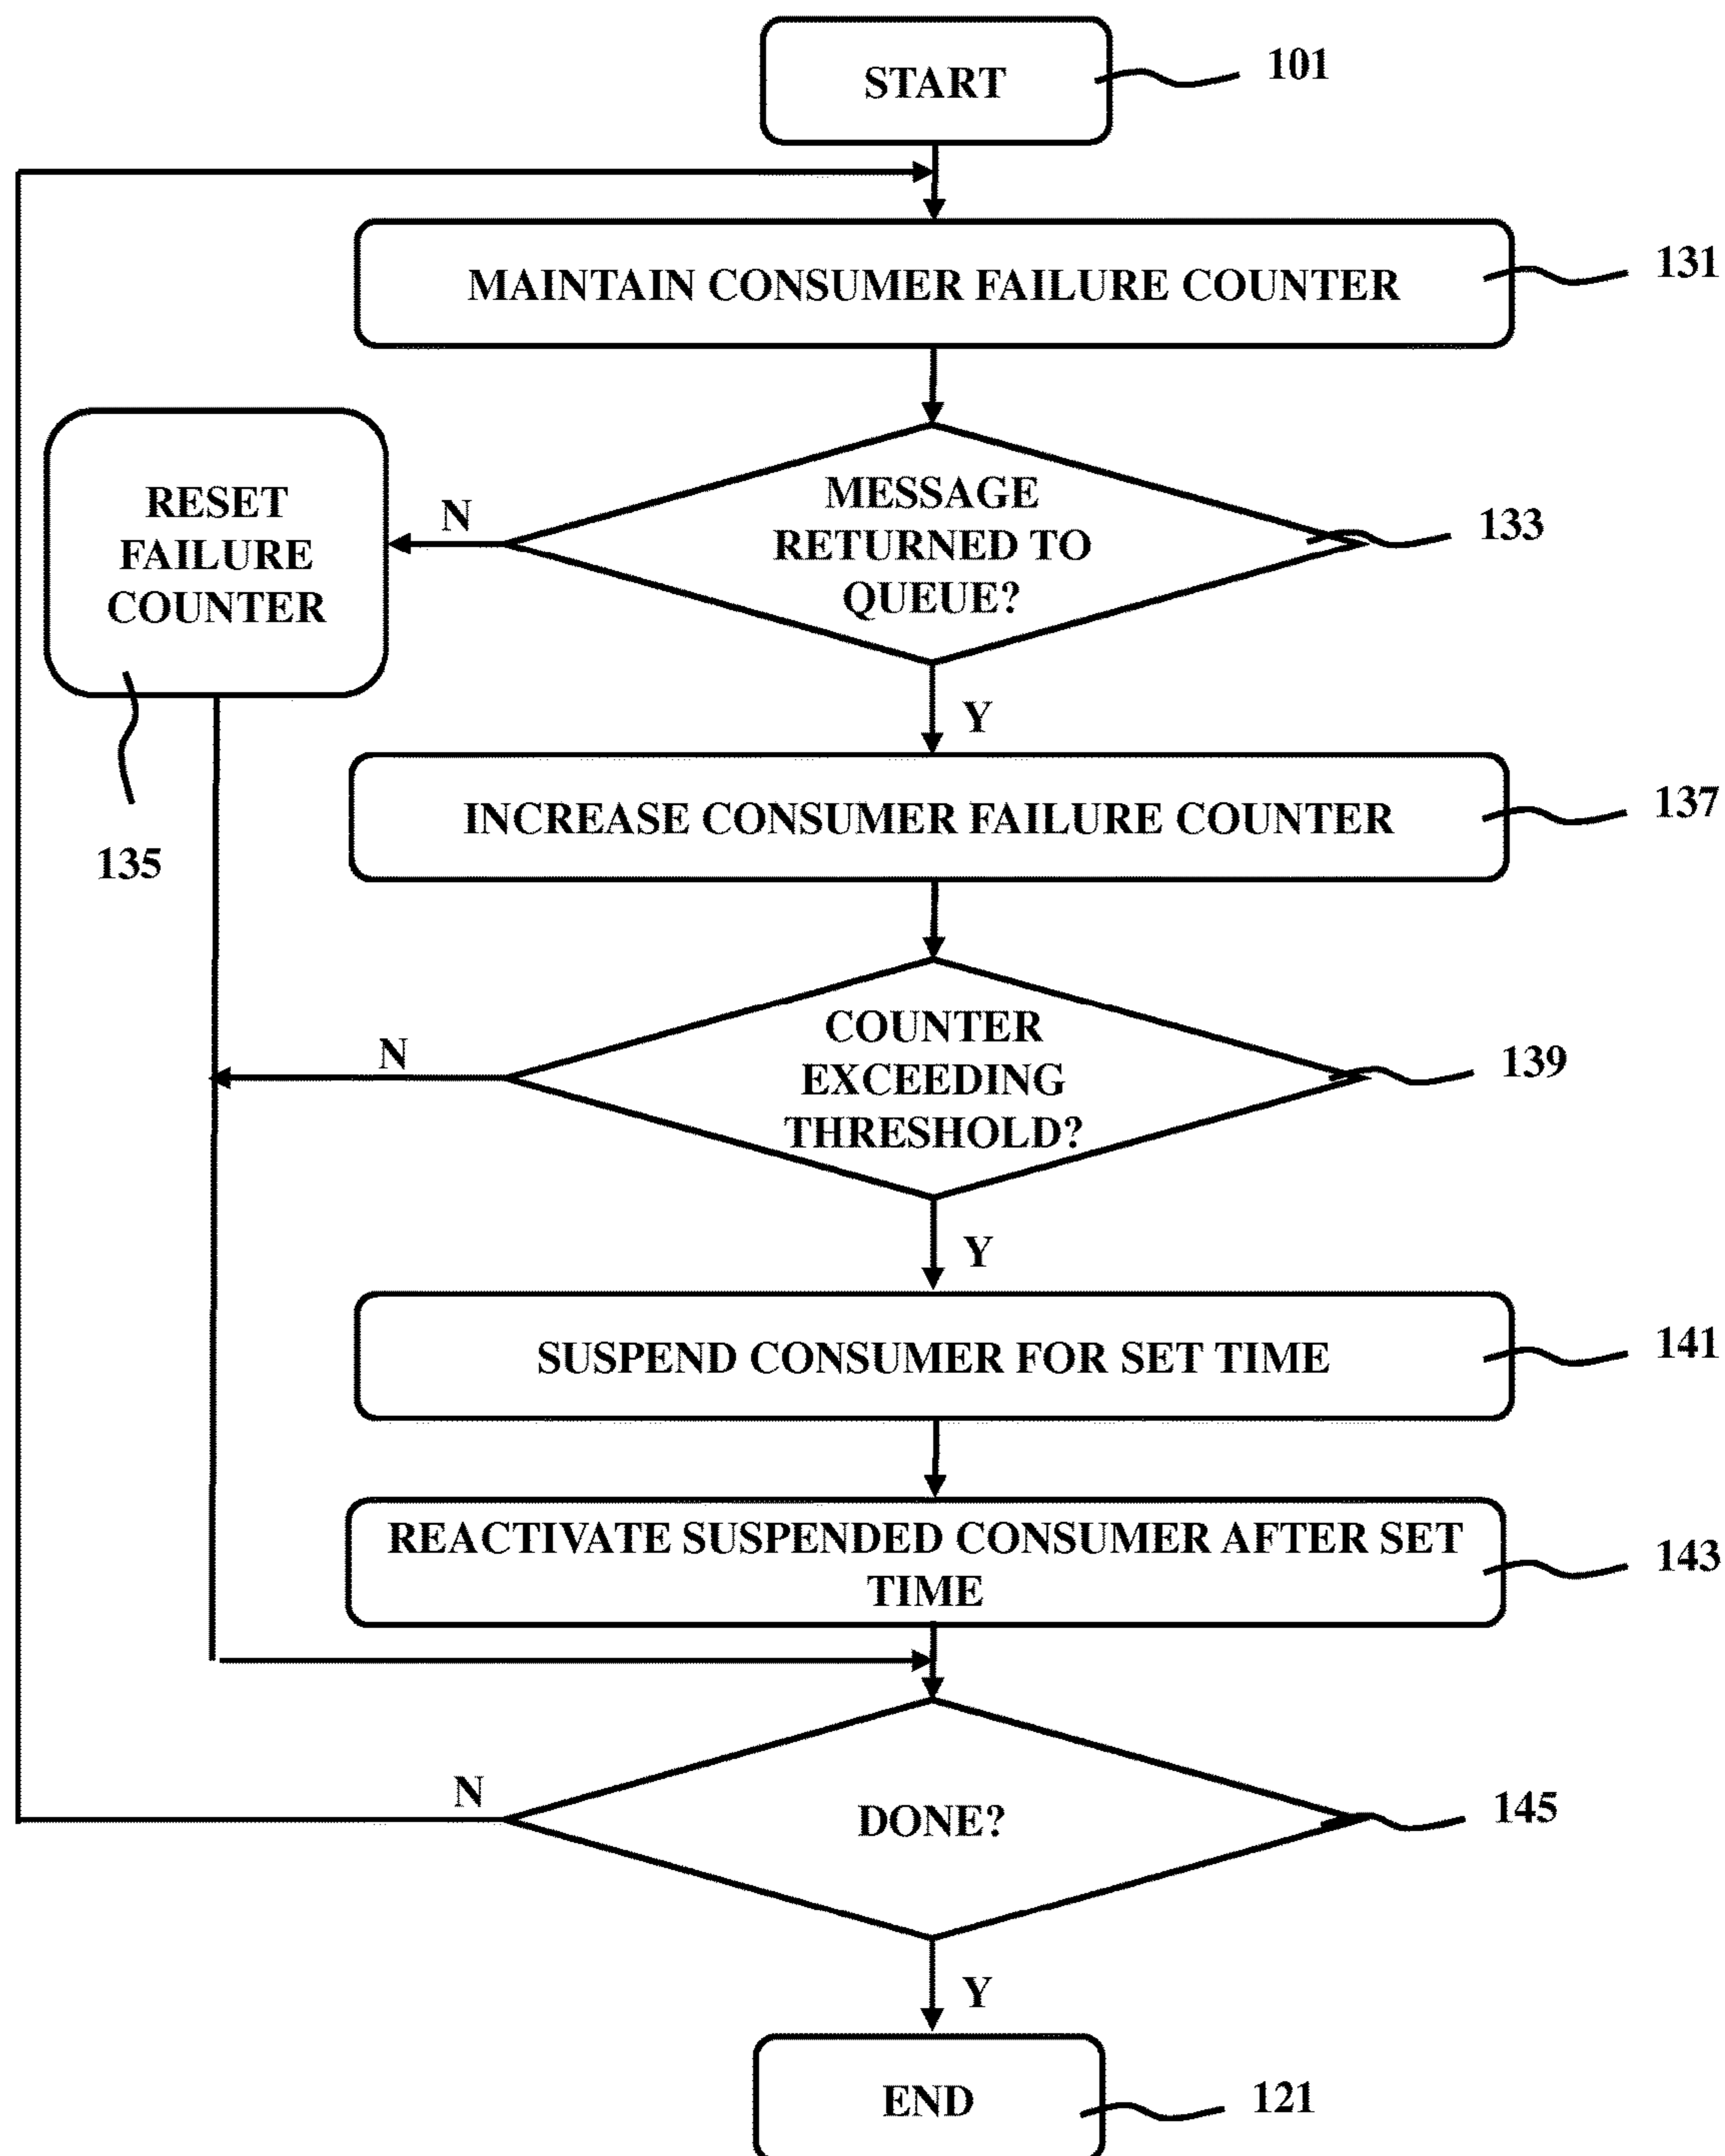 START
101
MAINTAIN CONSUMER FAILURE COUNTER
131
RESET
FAILURE
COUNTER
135
N
MESSAGE
RETURNED TO
QUEUE?
133
Y
INCREASE CONSUMER FAILURE COUNTER
137
N
COUNTER
EXCEEDING
THRESHOLD?
139
Y
SUSPEND CONSUMER FOR SET TIME
141
REACTIVATE SUSPENDED CONSUMER AFTER SET
TIME
143
N
DONE?
145
Y
END
121